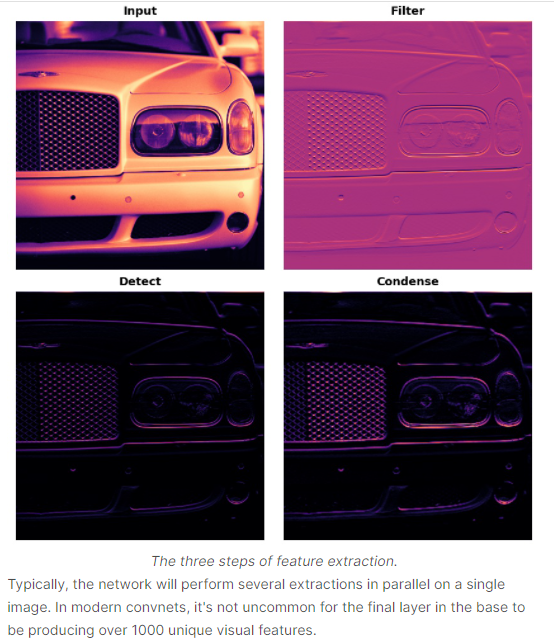 Input
Filter
Detect
Condense
The three steps of feature extraction.
Typically, the network will perform several extractions in parallel on a single
image. In modern convnets, it's not uncommon for the final layer in the base to
be producing over 1000 unique visual features.